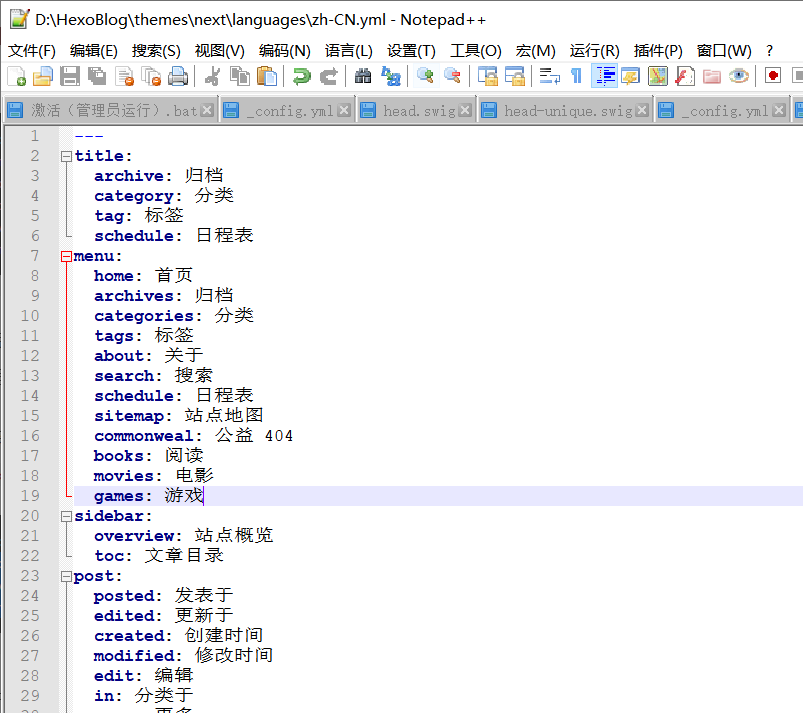 D:\HexoBlog\themes\next\languages\zh-CN.yml - Notepad++
文件(F) 编辑(E) 搜索(S) 视图(V) 编码(N) 语言(L) 设置(T) 工具(O) 宏(M) 运行(R) 插件(P) 窗口(W) ?
激活（管理员运行）.bat _config.yml head.swig head-unique.swig _config.yml
1 ---
2 title:
3 archive: 归档
4 category: 分类
5 tag: 标签
6 schedule: 日程表
7 menu:
8 home: 首页
9 archives: 归档
10 categories: 分类
11 tags: 标签
12 about: 关于
13 search: 搜索
14 schedule: 日程表
15 sitemap: 站点地图
16 commonweal: 公益 404
17 books: 阅读
18 movies: 电影
19 games: 游戏
20 sidebar:
21 overview: 站点概览
22 toc: 文章目录
23 post:
24 posted: 发表于
25 edited: 更新于
26 created: 创建时间
27 modified: 修改时间
28 edit: 编辑
29 in: 分类于